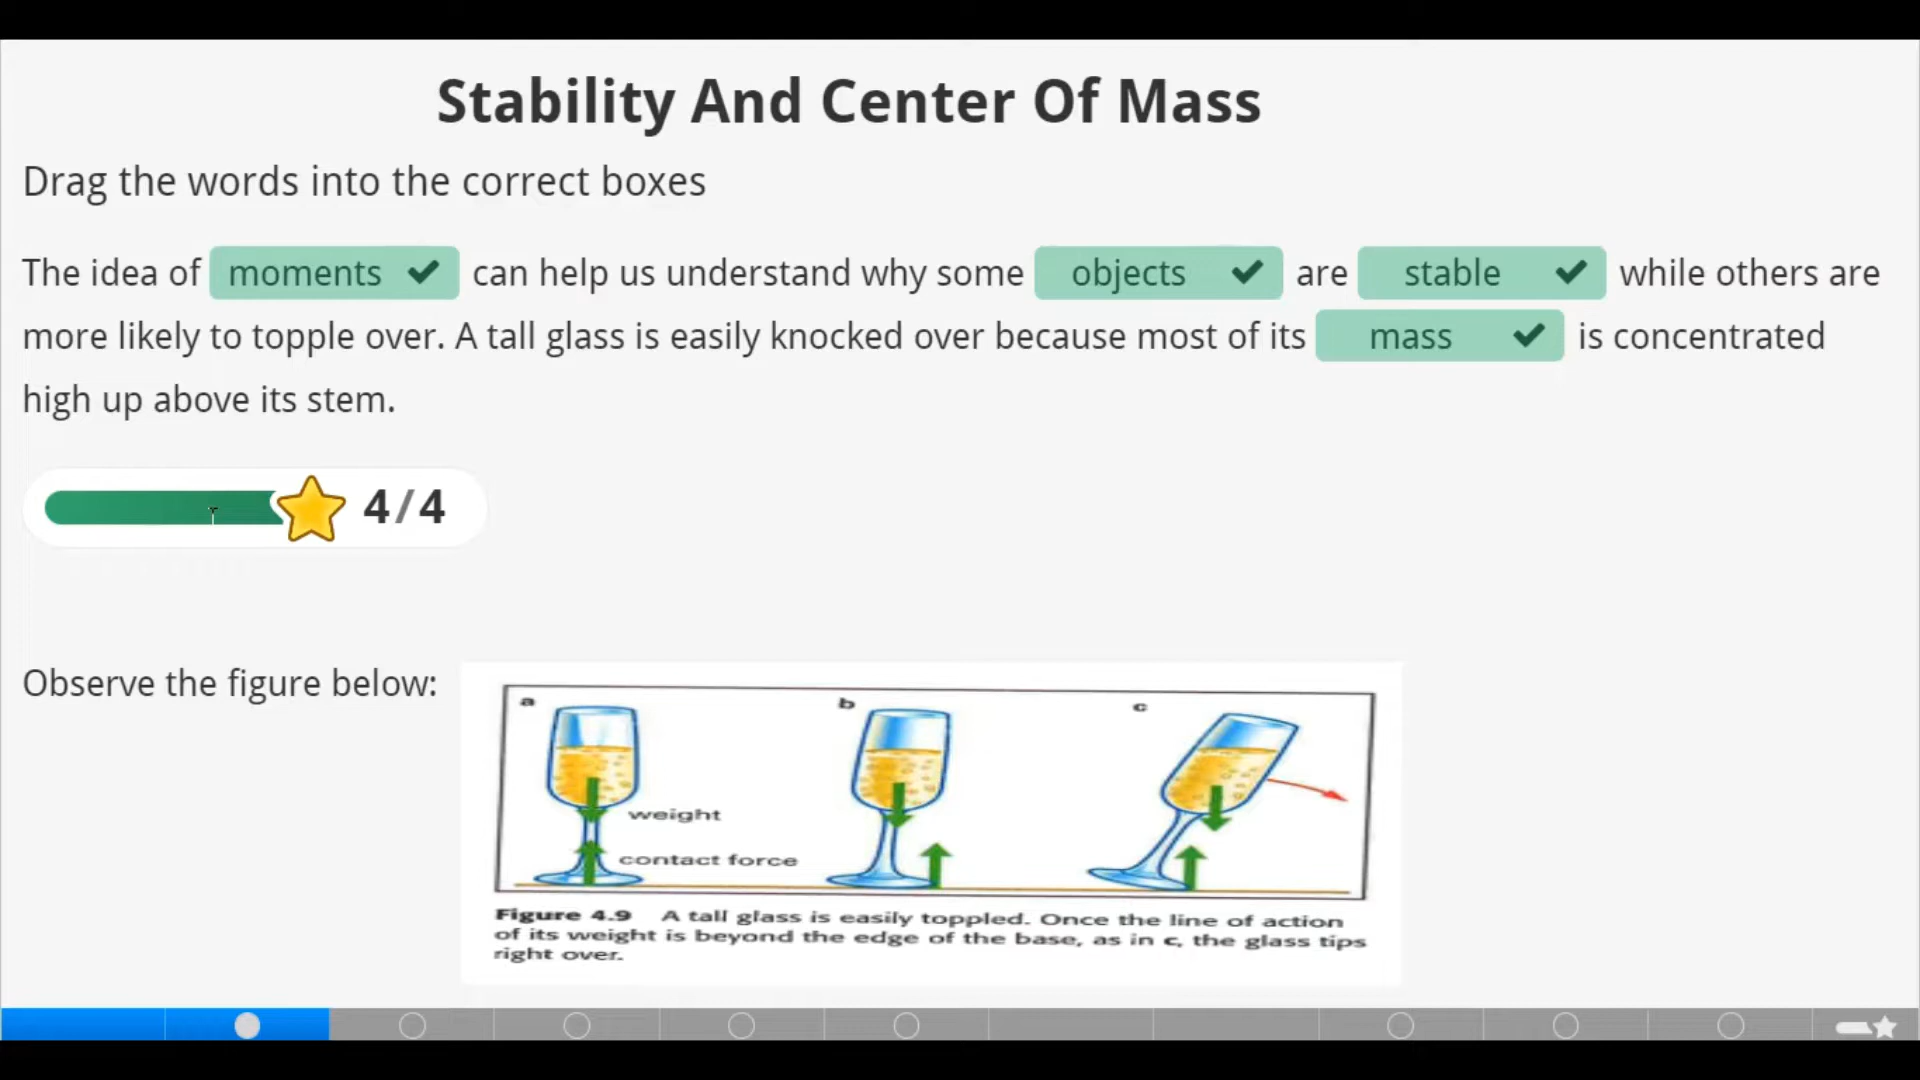 Stability And Center Of Mass
Drag the words into the correct boxes
The idea of moments can help us understand why some objects are stable while others are
more likely to topple over. A tall glass is easily knocked over because most of its mass is concentrated
high up above its stem.
4/4
Observe the figure below:
a b c
weight
contact force
Figure 4.9 A tall glass is easily toppled. Once the line of action
of its weight is beyond the edge of the base, as in c, the glass tips
right over.